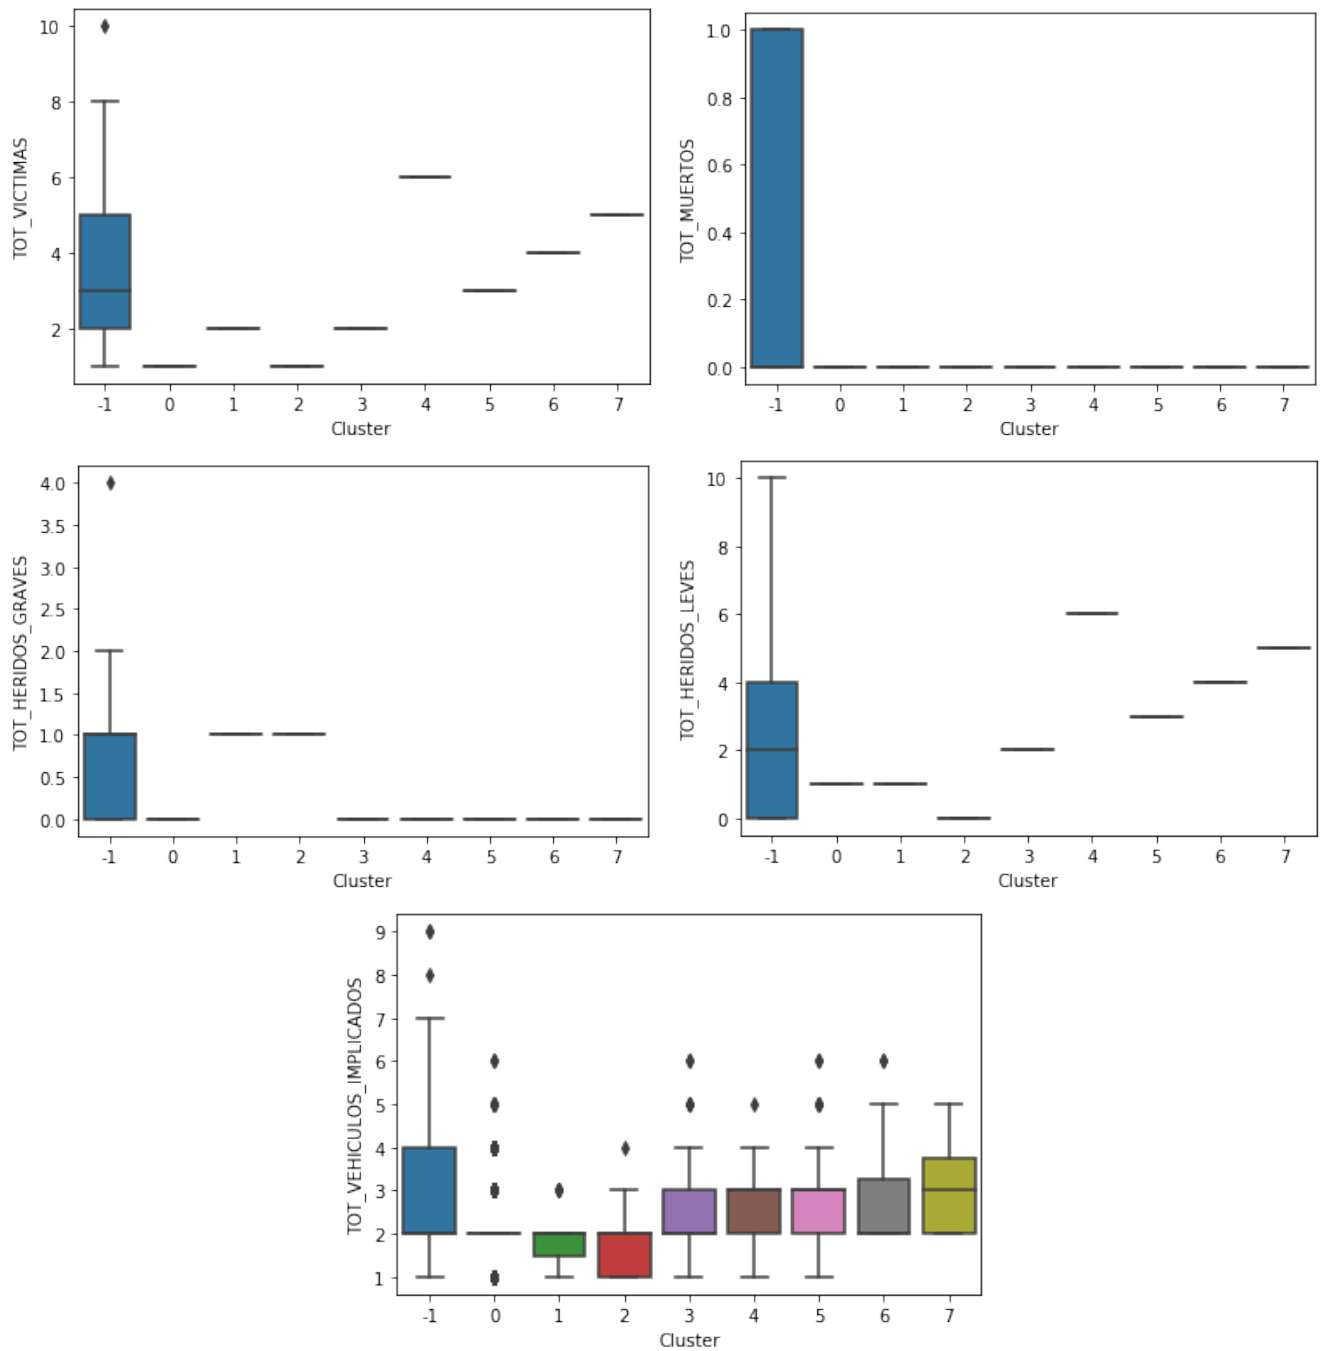 TOT_VICTIMAS
10
8
6
4
2
-1 0 1 2 3 4 5 6 7
Cluster
TOT_MUERTOS
1.0
0.8
0.6
0.4
0.2
0.0
-1 0 1 2 3 4 5 6 7
Cluster
TOT_HERIDOS_GRAVES
4.0
3.5
3.0
2.5
2.0
1.5
1.0
0.5
0.0
-1 0 1 2 3 4 5 6 7
Cluster
TOT_HERIDOS_LEVES
10
8
6
4
2
0
-1 0 1 2 3 4 5 6 7
Cluster
TOT_VEHICULOS_IMPLICADOS
9
8
7
6
5
4
3
2
1
-1 0 1 2 3 4 5 6 7
Cluster